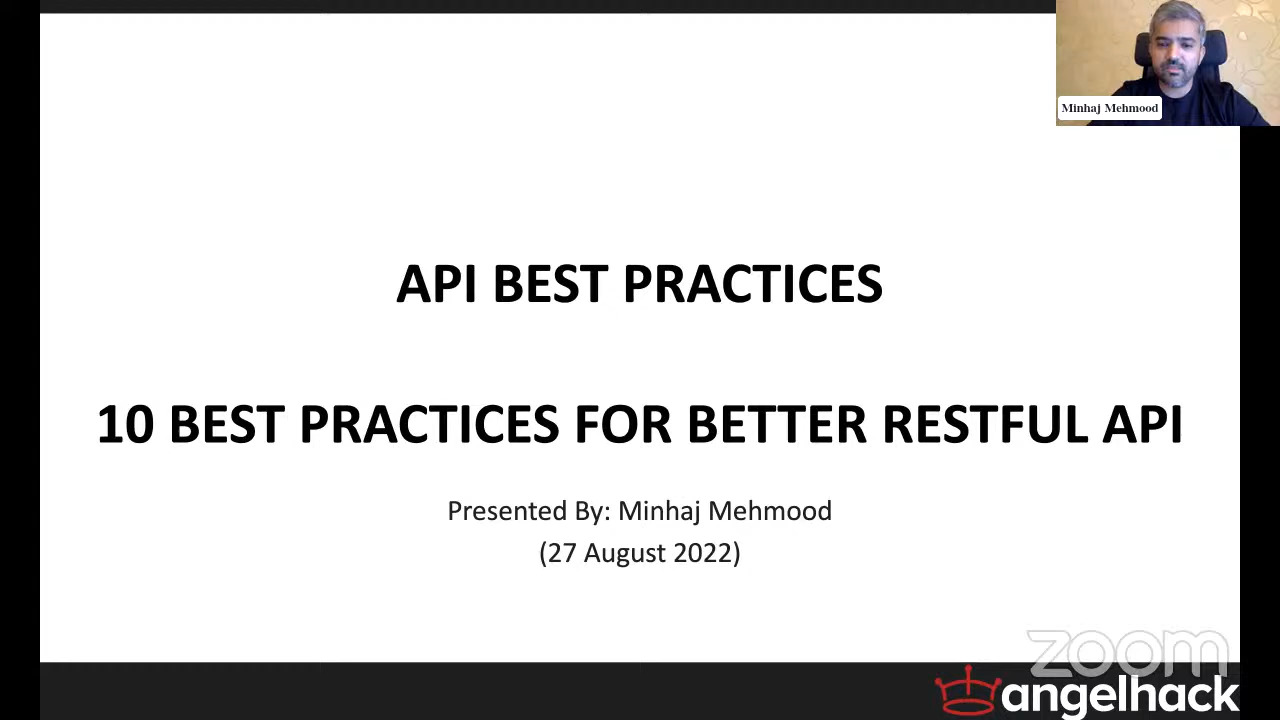 Minhaj Mehmood
API BEST PRACTICES
10 BEST PRACTICES FOR BETTER RESTFUL API
Presented By: Minhaj Mehmood
(27 August 2022)
zoom
angelhack